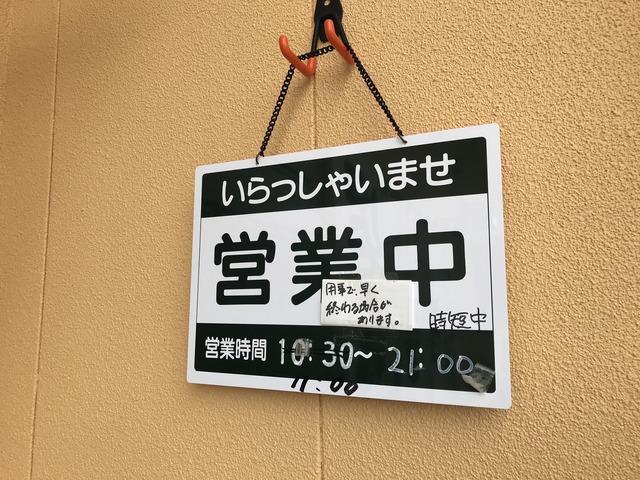 いらっしゃいませ
営業中
用事で、早く
終わる場合が
あります。
時短中
営業時間 10:30~ 21:00
11:00